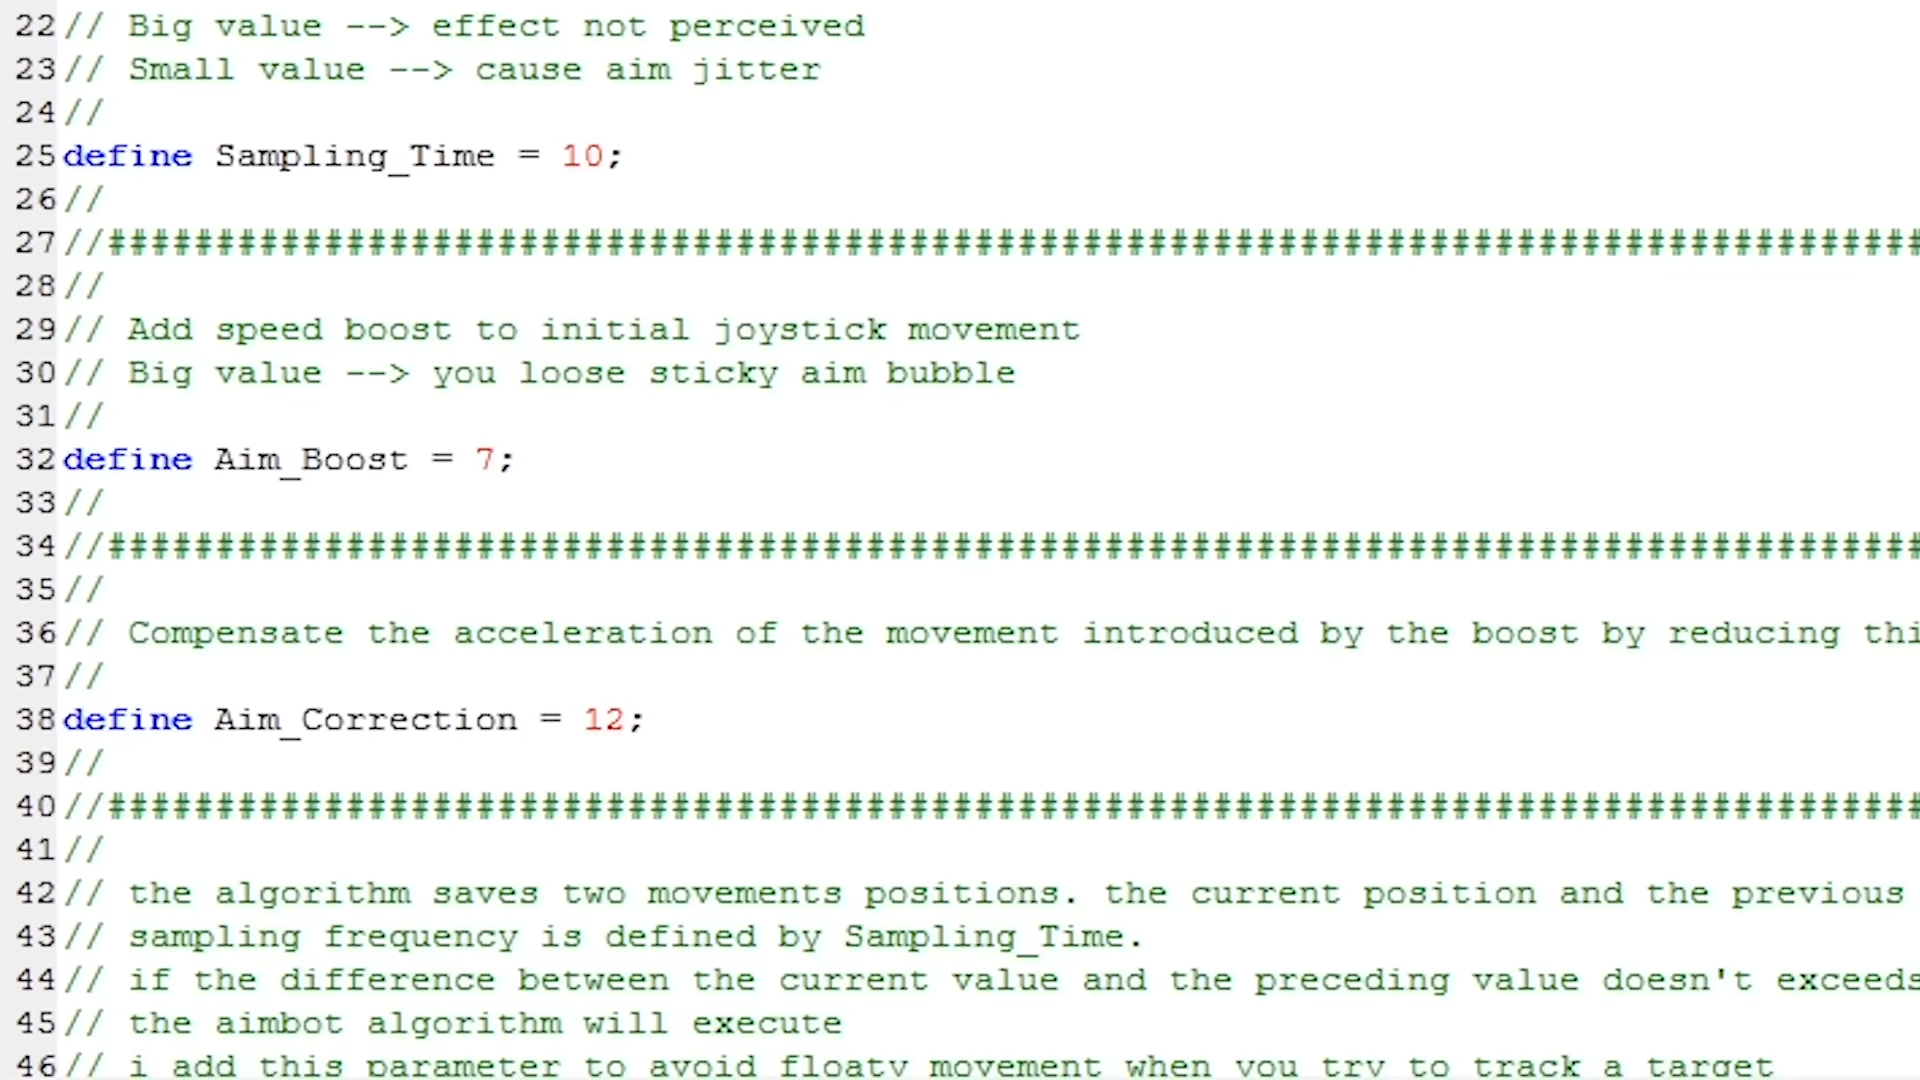 22// Big value --> effect not perceived
23// Small value --> cause aim jitter
24//
25define Sampling_Time = 10;
26//
27//####################################################################################
28//
29// Add speed boost to initial joystick movement
30// Big value --> you loose sticky aim bubble
31//
32define Aim_Boost = 7;
33//
34//####################################################################################
35//
36// Compensate the acceleration of the movement introduced by the boost by reducing thi
37//
38define Aim_Correction = 12;
39//
40//####################################################################################
41//
42// the algorithm saves two movements positions. the current position and the previous
43// sampling frequency is defined by Sampling_Time.
44// if the difference between the current value and the preceding value doesn't exceeds
45// the aimbot algorithm will execute
46// i add this parameter to avoid floaty movement when you try to track a target